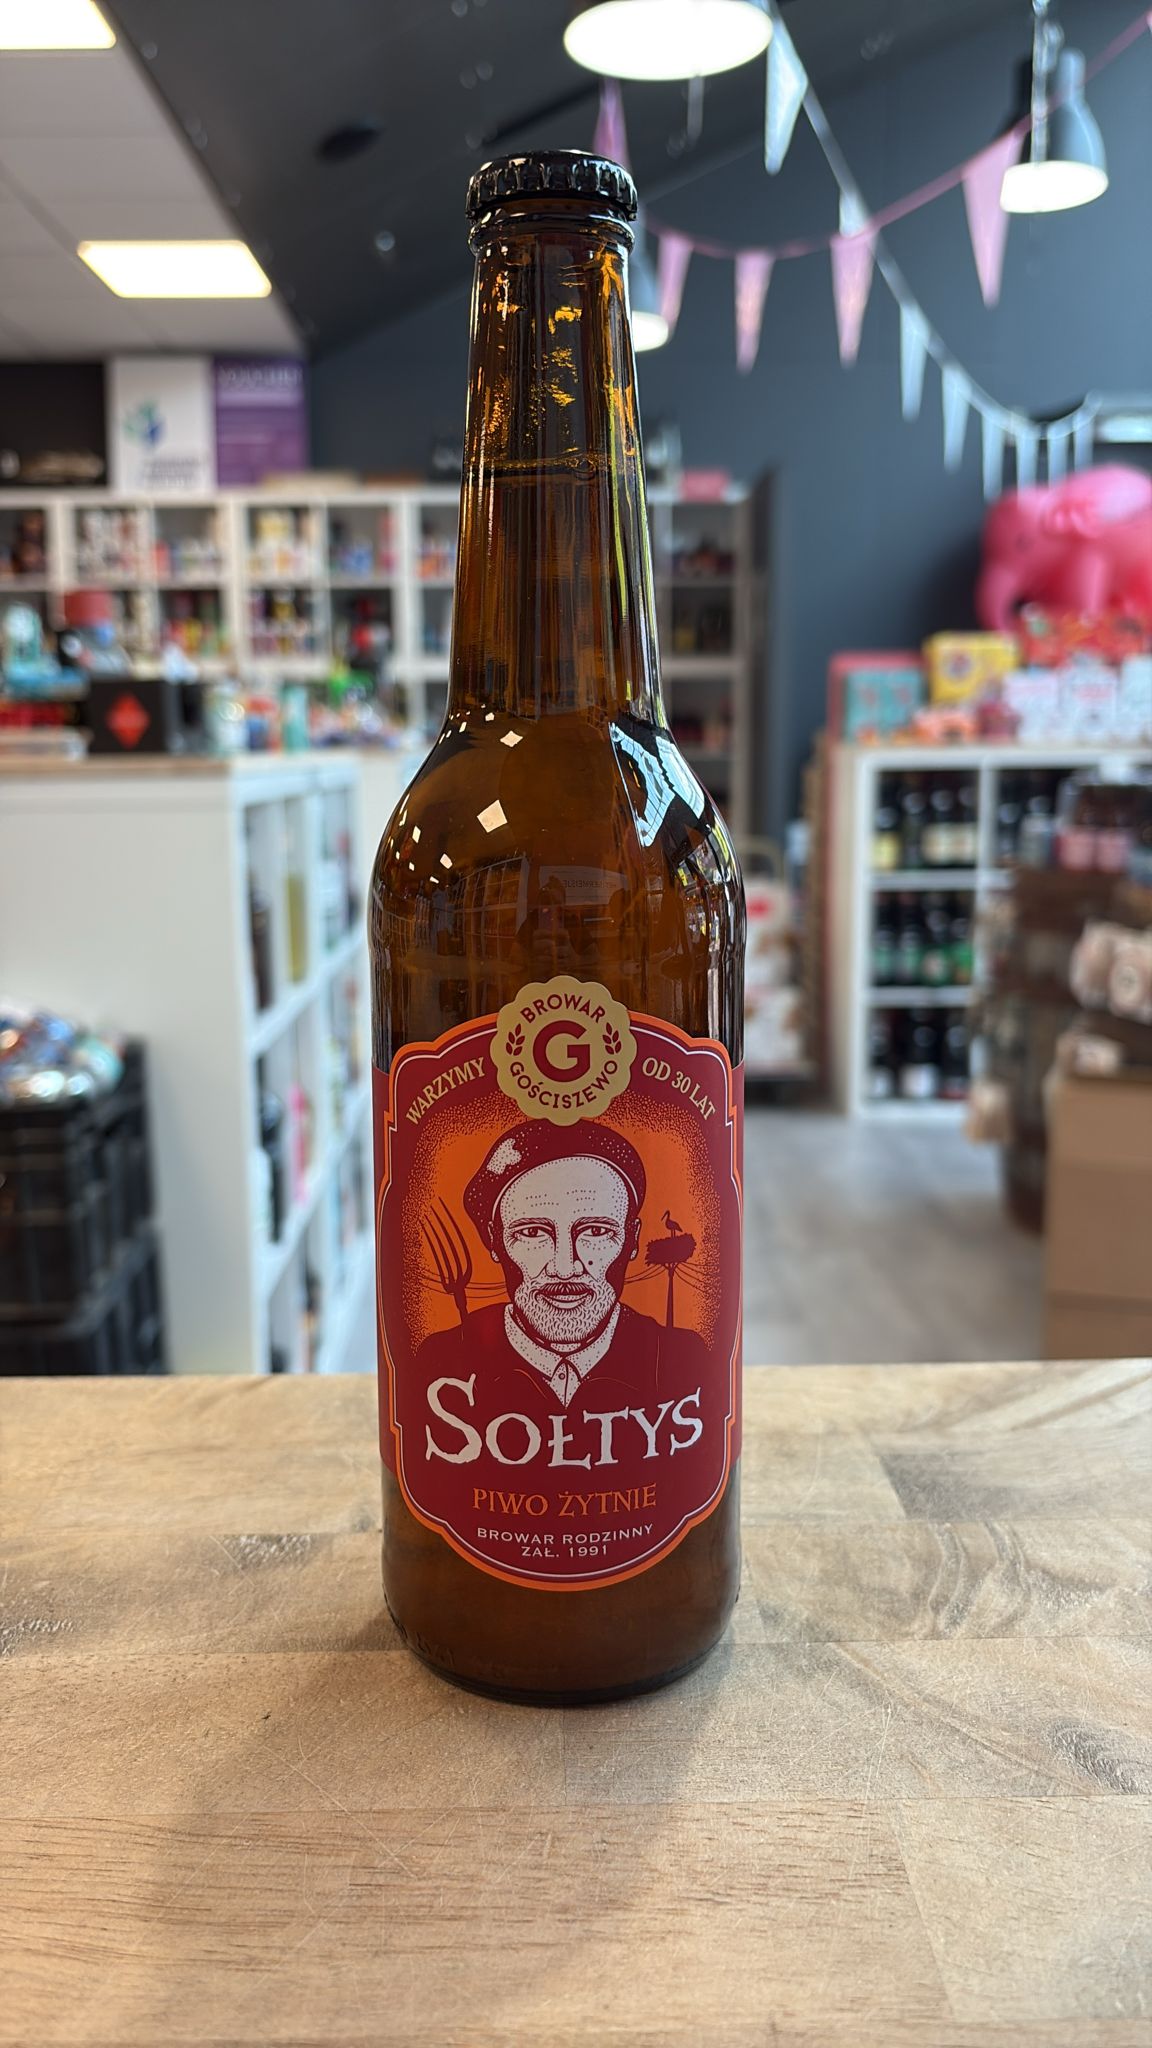 BROWAR
G
GOŚCISZEWO
WARZYMY
OD 30 LAT
SOŁTYS
PIWO ŻYTNIE
BROWAR RODZINNY
ZAŁ. 1991